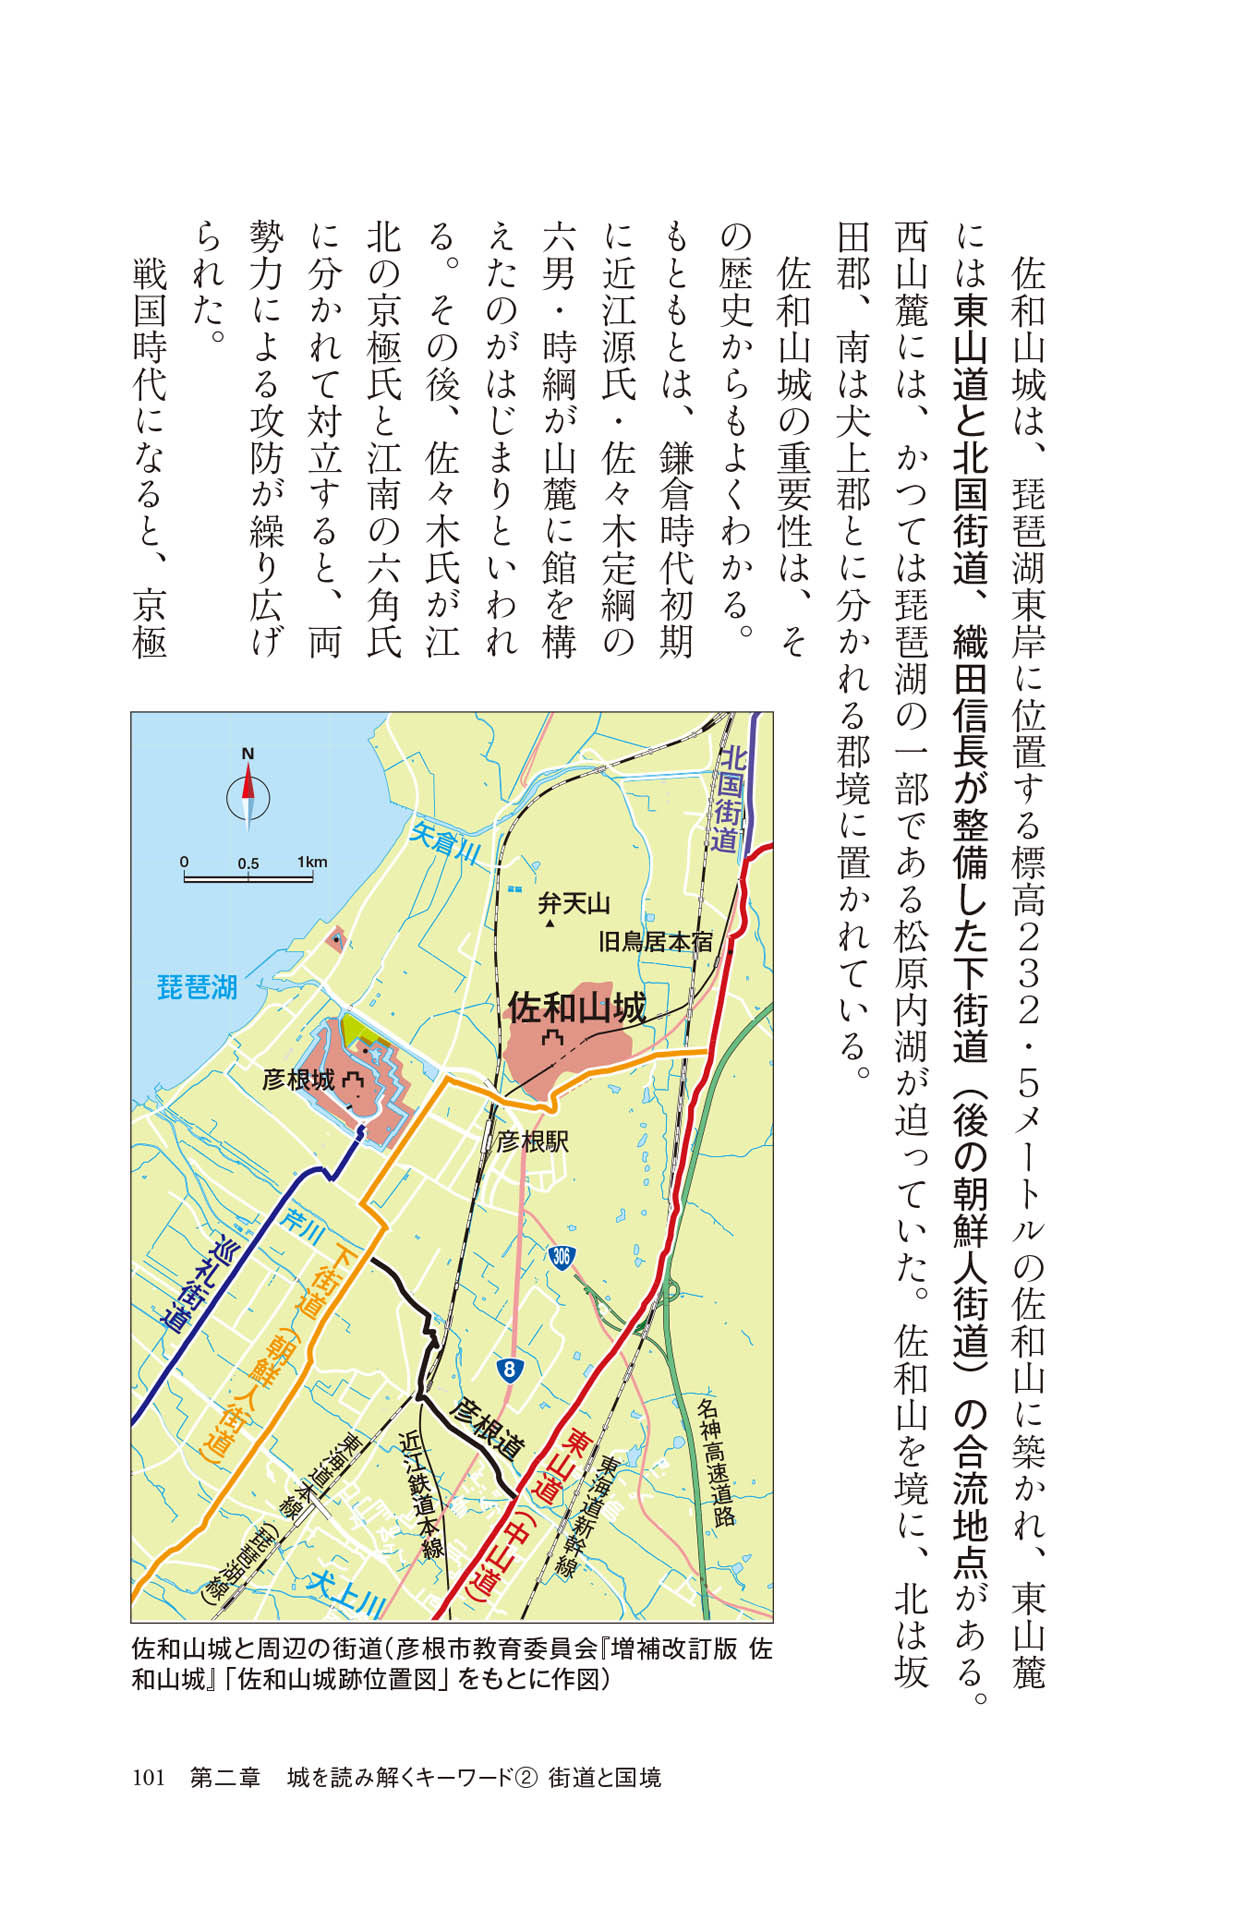 佐和山城は、琵琶湖東岸に位置する標高232・5メートルの佐和山に築かれ、東山麓
には東山道と北国街道、織田信長が整備した下街道（後の朝鮮人街道）の合流地点がある。
西山麓には、かつては琵琶湖の一部である松原内湖が迫っていた。佐和山を境に、北は坂
田郡、南は犬上郡とに分かれる郡境に置かれている。
佐和山城の重要性は、そ
の歴史からもよくわかる。
もともとは、鎌倉時代初期
に近江源氏・佐々木定綱の
六男・時綱が山麓に館を構
えたのがはじまりといわれ
る。その後、佐々木氏が江
北の京極氏と江南の六角氏
に分かれて対立すると、両
勢力による攻防が繰り広げ
られた。
戦国時代になると、京極
N
0 0.5 1km
北国街道
矢倉川
弁天山
旧鳥居本宿
琵琶湖
佐和山城
彦根城
彦根駅
芹川
巡礼街道
下街道（朝鮮人街道）
306
8
彦根道
名神高速道路
東海道本線（琵琶湖線）
近江鉄道本線
東山道（中山道）
東海道新幹線
犬上川
佐和山城と周辺の街道（彦根市教育委員会『増補改訂版 佐
和山城』「佐和山城跡位置図」をもとに作図）
101 第二章 城を読み解くキーワード② 街道と国境